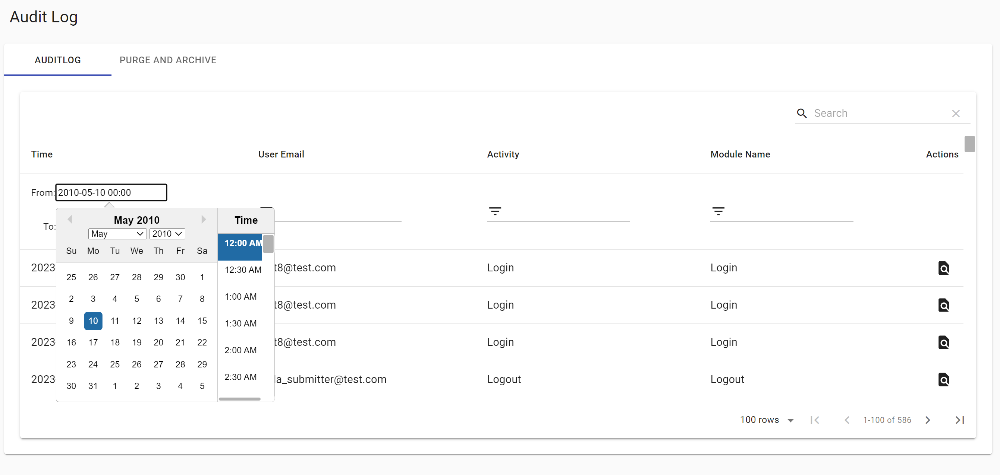 Audit Log
AUDITLOG PURGE AND ARCHIVE
Search
Time User Email Activity Module Name Actions
From: 2010-05-10 00:00
To:
May 2010 Time
May 2010
Su Mo Tu We Th Fr Sa
25 26 27 28 29 30 1
2 3 4 5 6 7 8
9 10 11 12 13 14 15
16 17 18 19 20 21 22
23 24 25 26 27 28 29
30 31 1 2 3 4 5
12:00 AM
12:30 AM
1:00 AM
1:30 AM
2:00 AM
2:30 AM
2023- t8@test.com Login Login
2023- t8@test.com Login Login
2023- t8@test.com Login Login
2023- la_submitter@test.com Logout Logout
100 rows 1-100 of 586